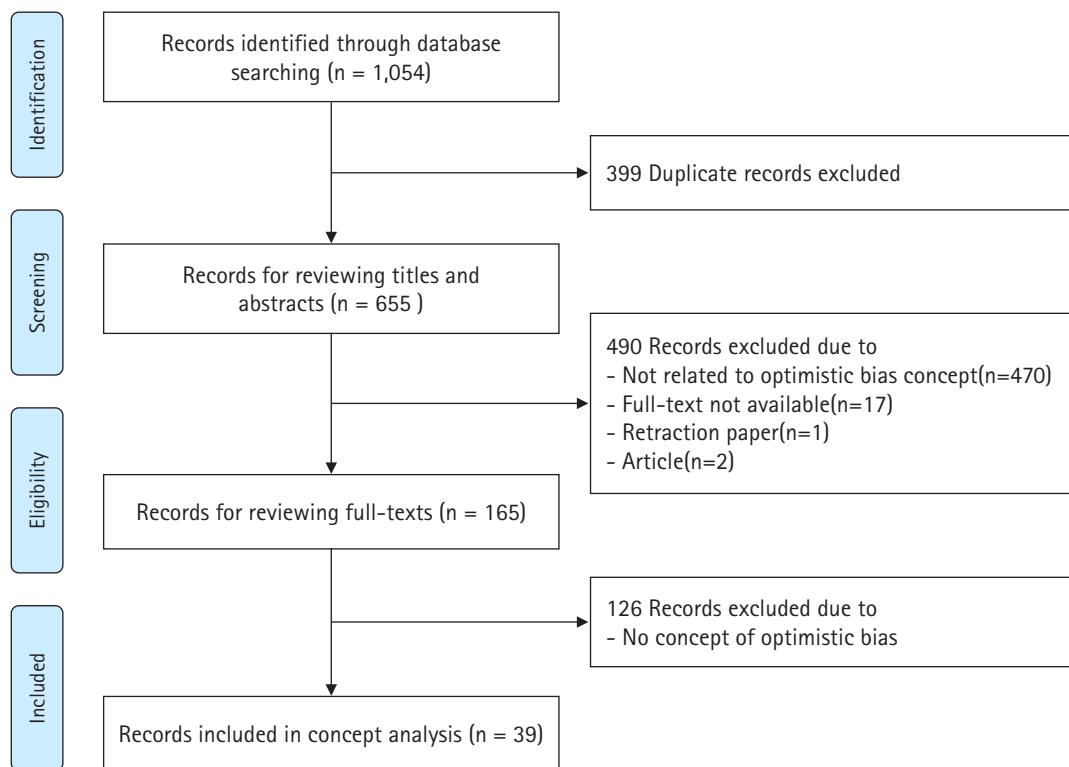 Identification
Records identified through database
searching (n = 1,054)
399 Duplicate records excluded
Screening
Records for reviewing titles and
abstracts (n = 655 )
490 Records excluded due to
- Not related to optimistic bias concept(n=470)
- Full-text not available(n=17)
- Retraction paper(n=1)
- Article(n=2)
Eligibility
Records for reviewing full-texts (n = 165)
126 Records excluded due to
- No concept of optimistic bias
Included
Records included in concept analysis (n = 39)